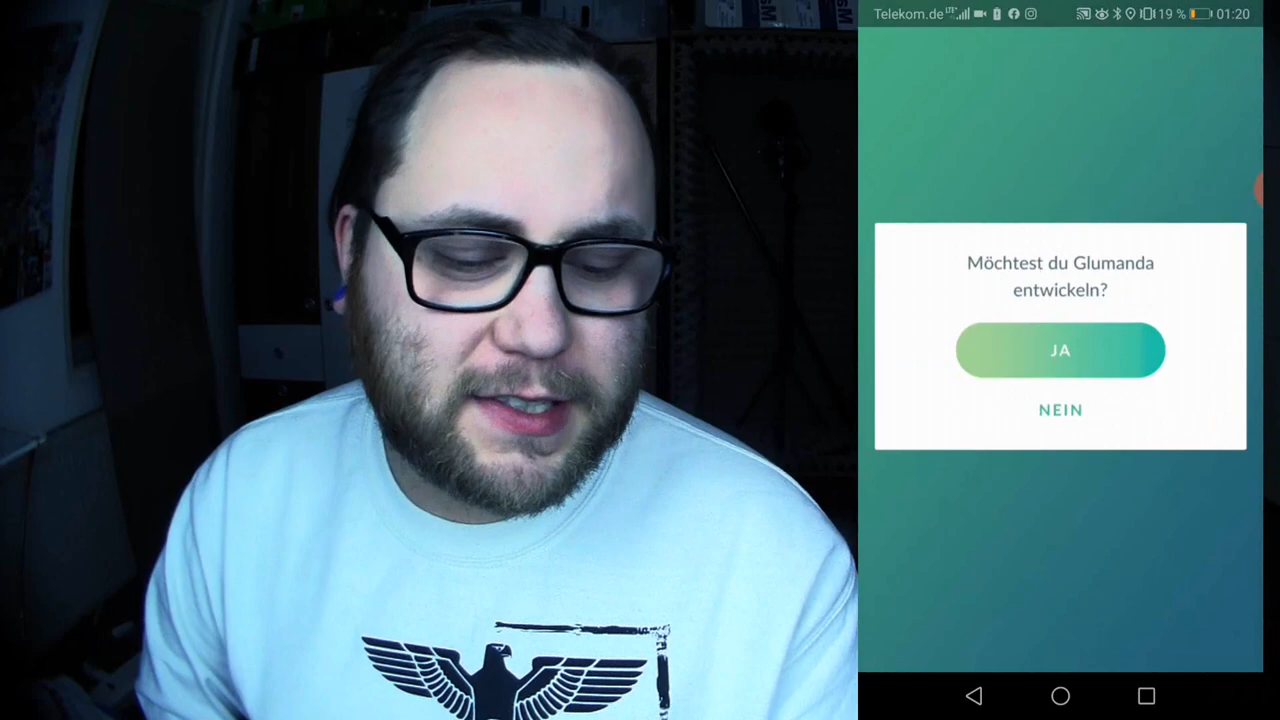 Telekom.de 19 % 01:20
Möchtest du Glumanda
entwickeln?
JA
NEIN